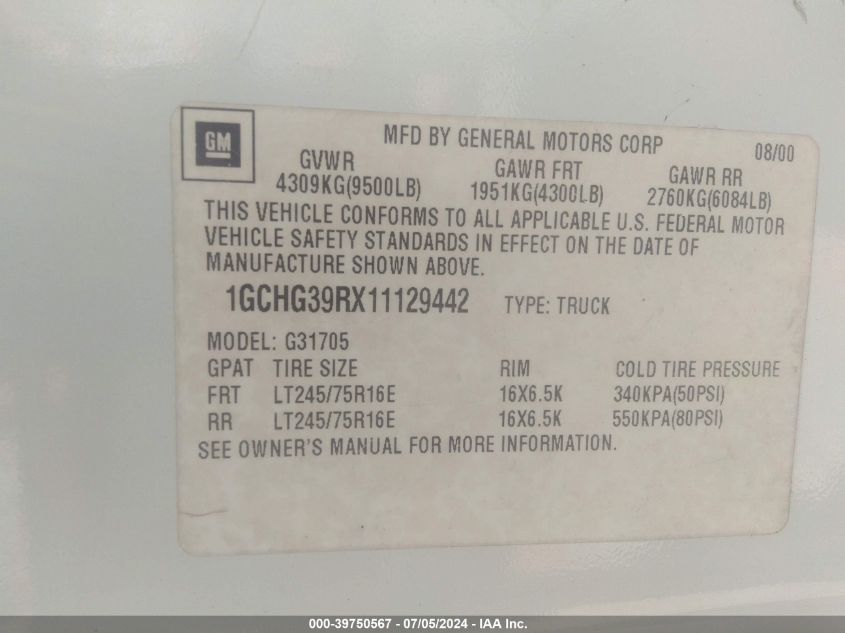 GM
MFD BY GENERAL MOTORS CORP 08/00
GVWR GAWR FRT GAWR RR
4309KG(9500LB) 1951KG(4300LB) 2760KG(6084LB)
THIS VEHICLE CONFORMS TO ALL APPLICABLE U.S. FEDERAL MOTOR
VEHICLE SAFETY STANDARDS IN EFFECT ON THE DATE OF
MANUFACTURE SHOWN ABOVE.
1GCHG39RX11129442 TYPE: TRUCK
MODEL: G31705
GPAT TIRE SIZE RIM COLD TIRE PRESSURE
FRT LT245/75R16E 16X6.5K 340KPA(50PSI)
RR LT245/75R16E 16X6.5K 550KPA(80PSI)
SEE OWNER'S MANUAL FOR MORE INFORMATION.
000-39750567 - 07/05/2024 - IAA Inc.